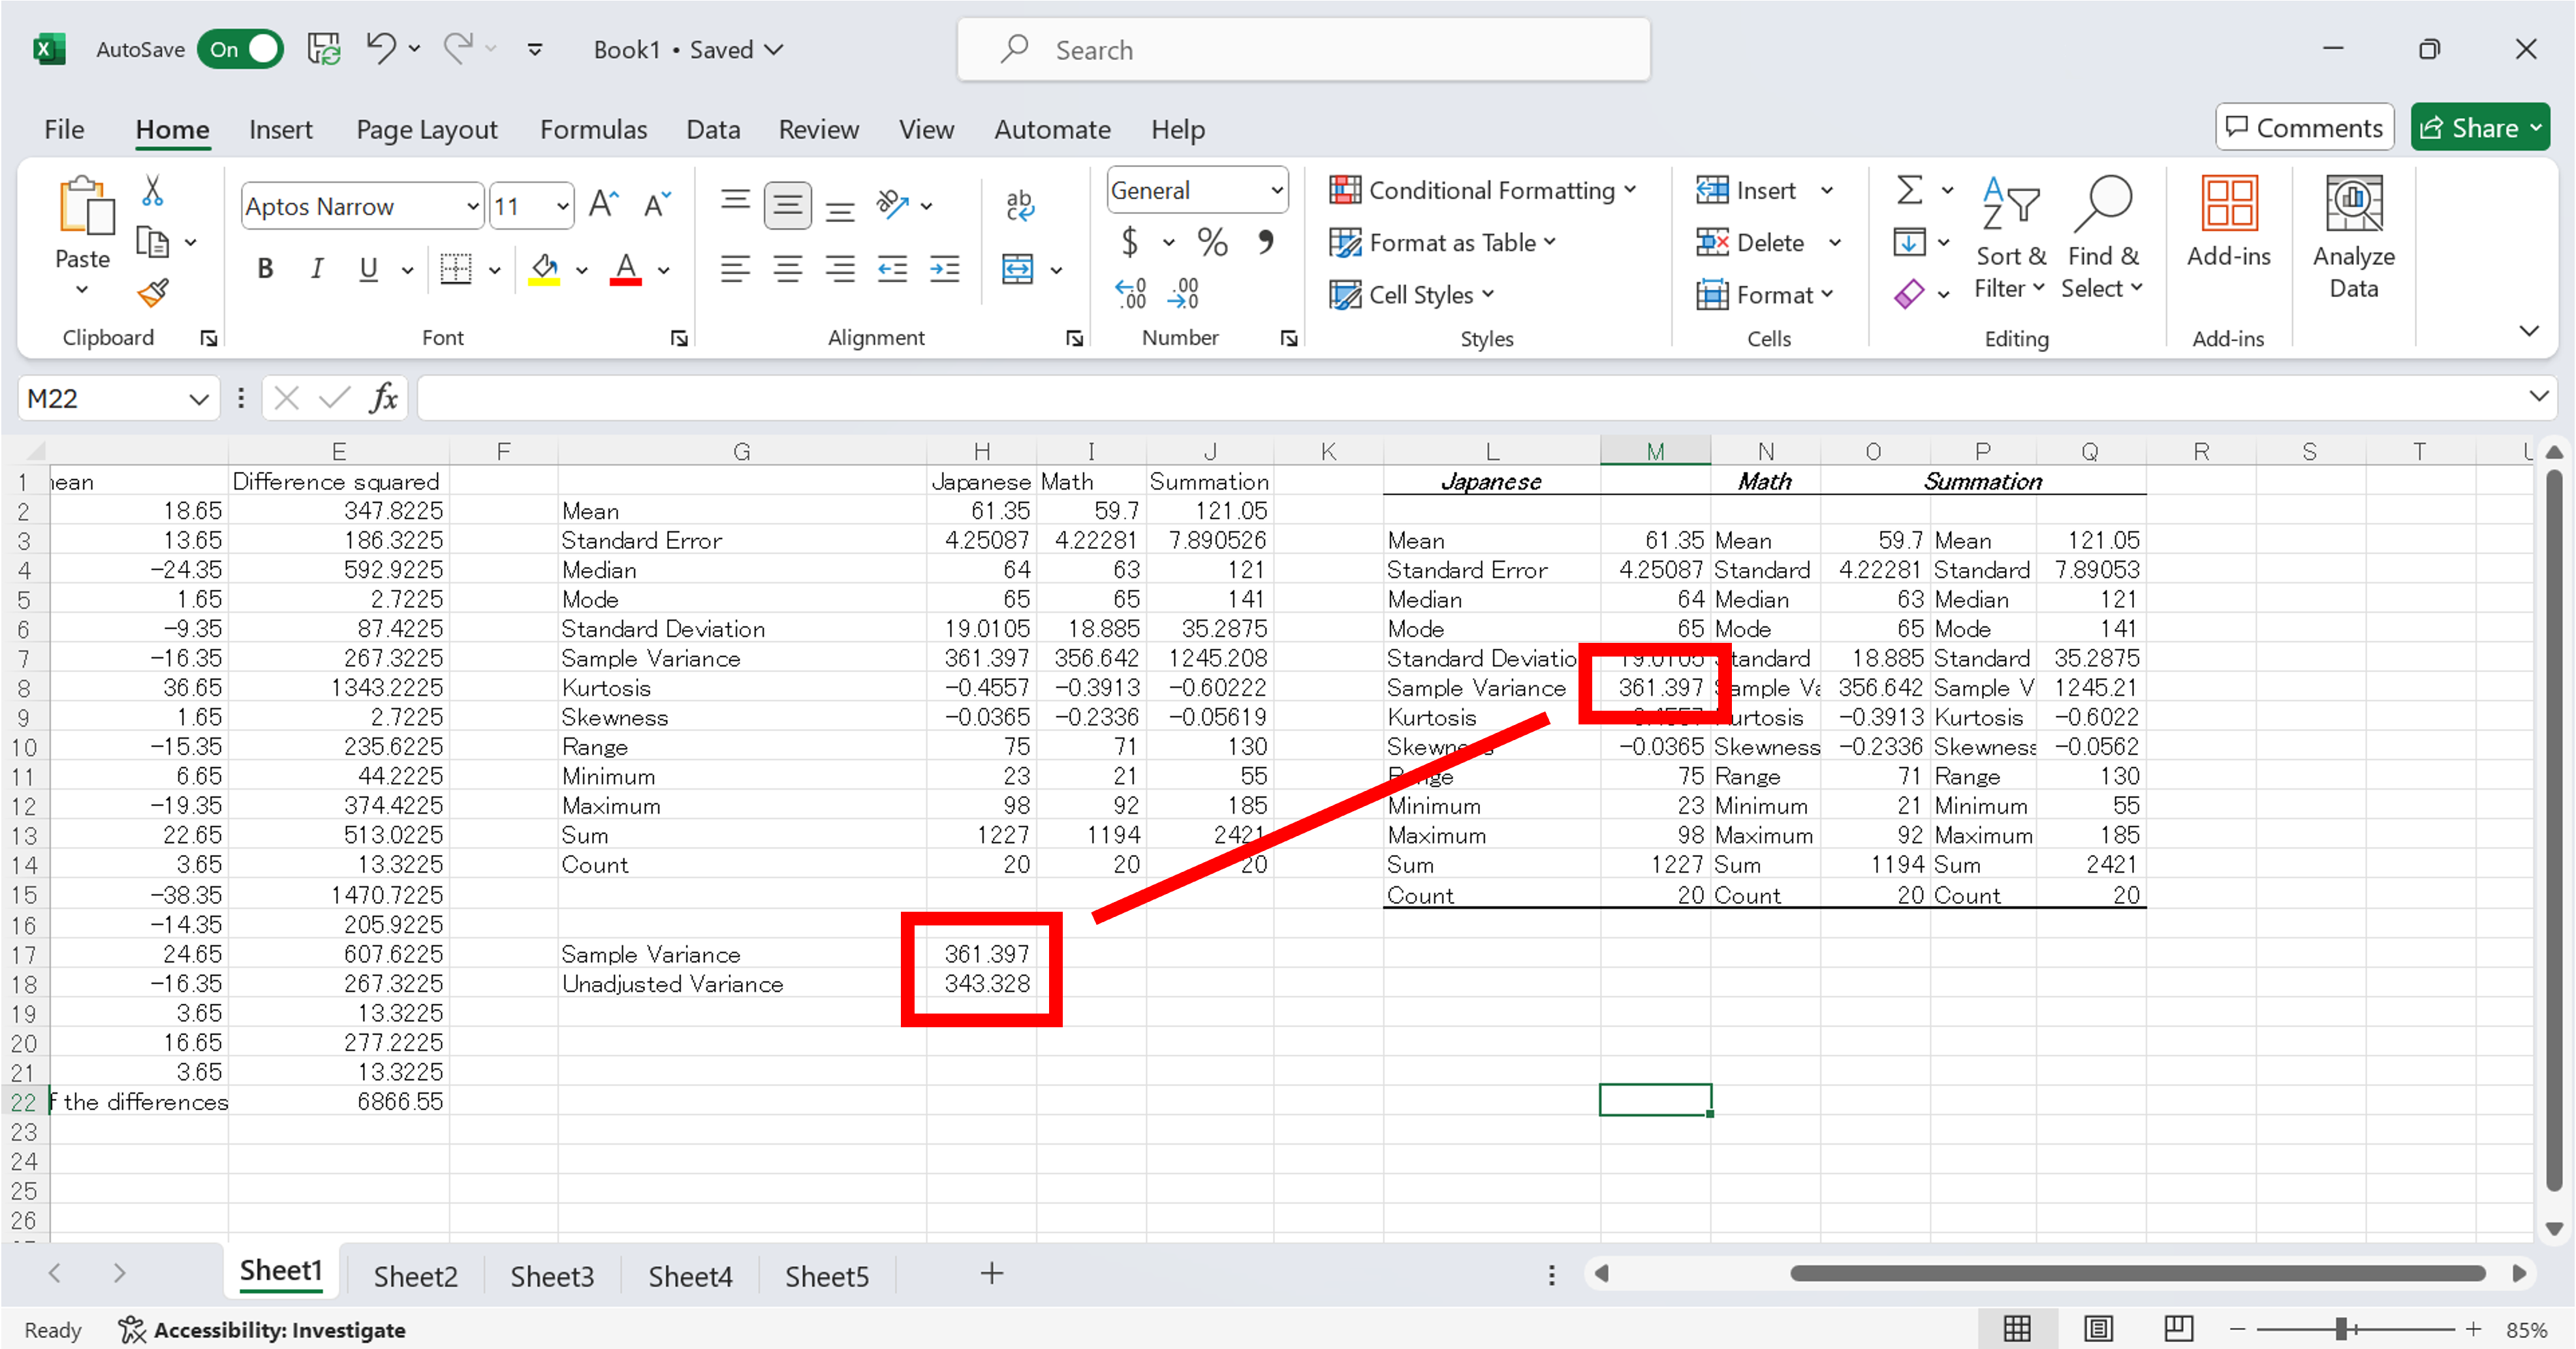 AutoSave On Book1 • Saved Search
File Home Insert Page Layout Formulas Data Review View Automate Help Comments Share
Paste Aptos Narrow 11 General Conditional Formatting Insert Sort & Filter Find & Select Add-ins Analyze Data
B I U A ab $ % Format as Table Delete
Cell Styles Format
Clipboard Font Alignment Number Styles Cells Editing Add-ins
M22 fx
E F G H I J K L M N O P Q R S T
1 Difference squared Japanese Math Summation Japanese Math Summation
2 18.65 347.8225 Mean 61.35 59.7 121.05
3 13.65 186.3225 Standard Error 4.25087 4.22281 7.890526 Mean 61.35 Mean 59.7 Mean 121.05
4 -24.35 592.9225 Median 64 63 121 Standard Error 4.25087 Standard 4.22281 Standard 7.89053
5 1.65 2.7225 Mode 65 65 141 Median 64 Median 63 Median 121
6 -9.35 87.4225 Standard Deviation 19.0105 18.885 35.2875 Mode 65 Mode 65 Mode 141
7 -16.35 267.3225 Sample Variance 361.397 356.642 1245.208 Standard Deviatio 19.0105 Standard 18.885 Standard 35.2875
8 36.65 1343.2225 Kurtosis -0.4557 -0.3913 -0.60222 Sample Variance 361.397 Sample Va 356.642 Sample V 1245.21
9 1.65 2.7225 Skewness -0.0365 -0.2336 -0.05619 Kurtosis -0.4557 Kurtosis -0.3913 Kurtosis -0.6022
10 -15.35 235.6225 Range 75 71 130 Skewness -0.0365 Skewness -0.2336 Skewness -0.0562
11 6.65 44.2225 Minimum 23 21 55 Range 75 Range 71 Range 130
12 -19.35 374.4225 Maximum 98 92 185 Minimum 23 Minimum 21 Minimum 55
13 22.65 513.0225 Sum 1227 1194 2421 Maximum 98 Maximum 92 Maximum 185
14 3.65 13.3225 Count 20 20 20 Sum 1227 Sum 1194 Sum 2421
15 -38.35 1470.7225 Count 20 Count 20 Count 20
16 -14.35 205.9225
17 24.65 607.6225 Sample Variance 361.397
18 -16.35 267.3225 Unadjusted Variance 343.328
19 3.65 13.3225
20 16.65 277.2225
21 3.65 13.3225
22 f the differences 6866.55
23
24
25
26
Sheet1 Sheet2 Sheet3 Sheet4 Sheet5 +
Ready Accessibility: Investigate 85%